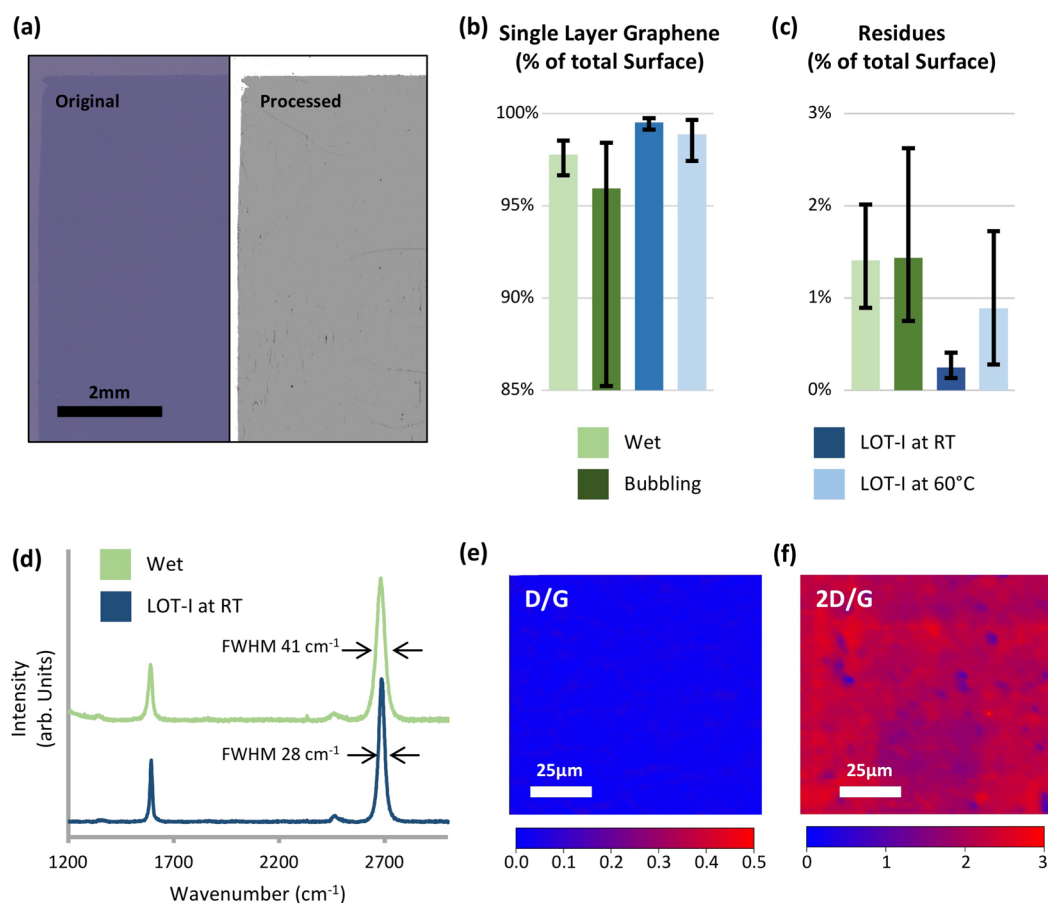 (a)
Original
Processed
2mm
(b)
Single Layer Graphene
(% of total Surface)
100%
95%
90%
85%
(c)
Residues
(% of total Surface)
3%
2%
1%
0%
Wet
Bubbling
LOT-I at RT
LOT-I at 60°C
(d)
Wet
LOT-I at RT
FWHM 41 cm⁻¹
FWHM 28 cm⁻¹
Intensity
(arb. Units)
1200 1700 2200 2700
Wavenumber (cm⁻¹)
(e)
D/G
25μm
0.0 0.1 0.2 0.3 0.4 0.5
(f)
2D/G
25μm
0 1 2 3